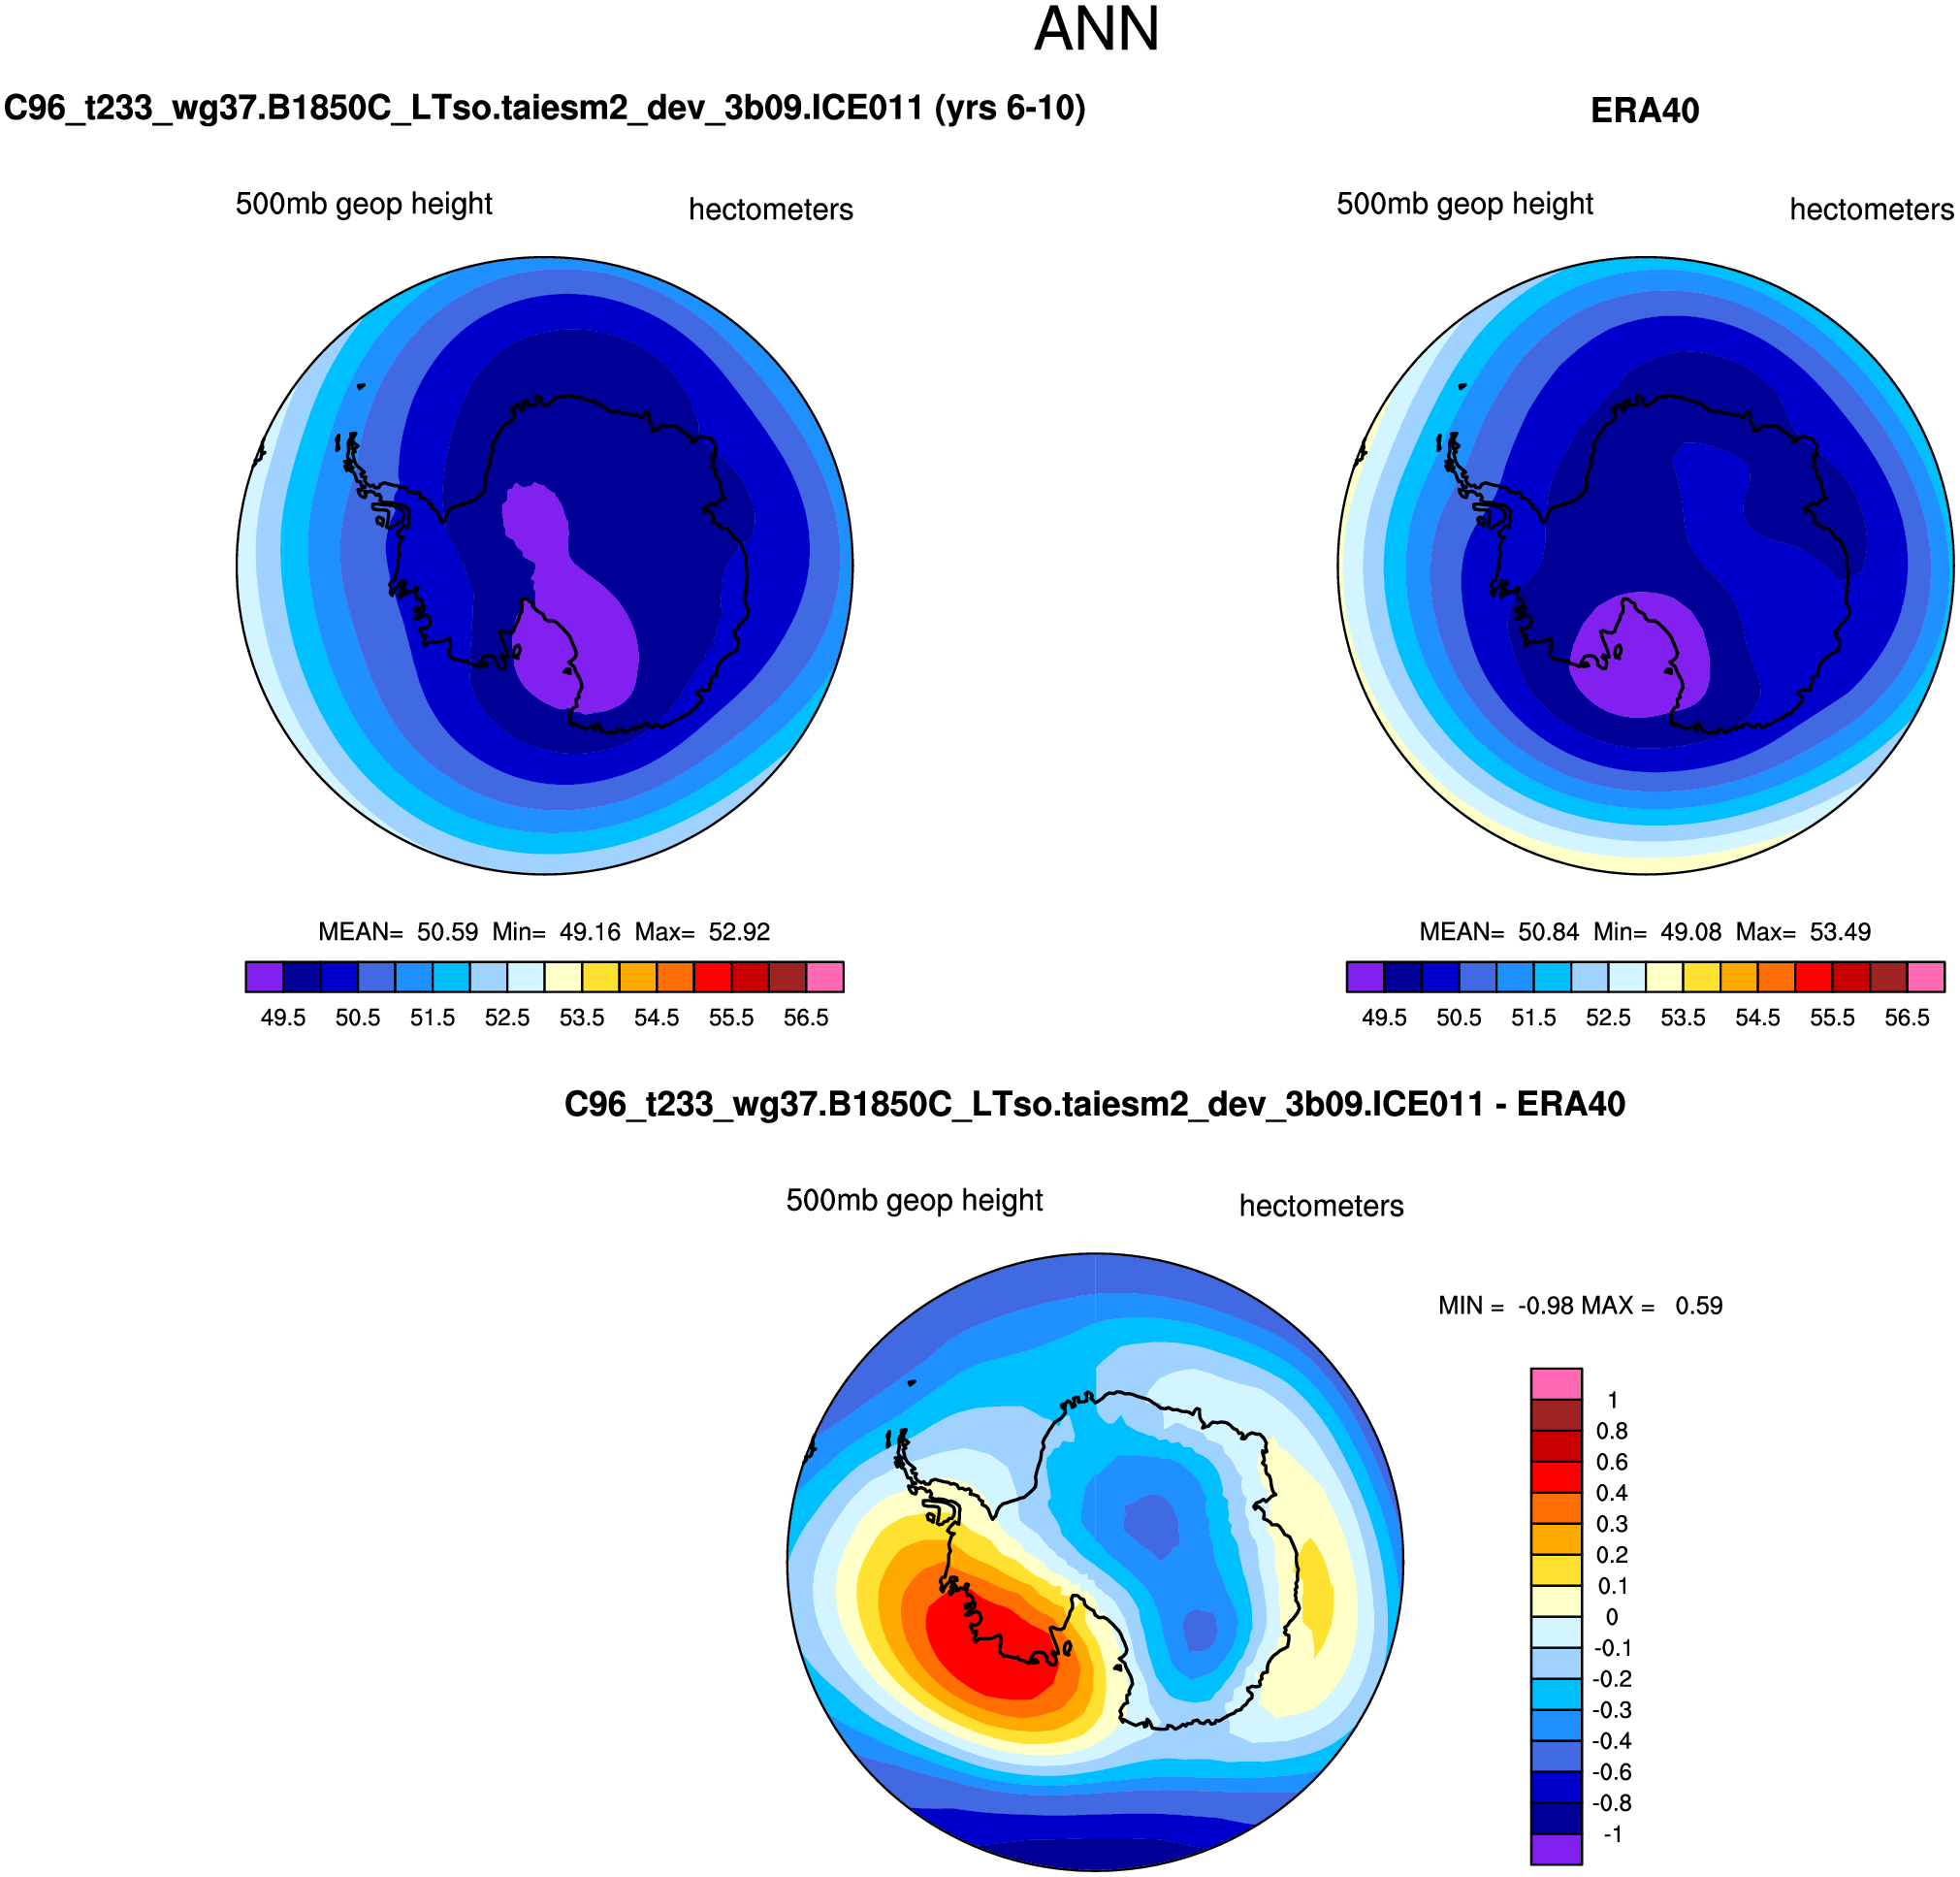 ANN
C96_t233_wg37.B1850C_LTso.taiesm2_dev_3b09.ICE011 (yrs 6-10)
ERA40
500mb geop height hectometers
500mb geop height hectometers
MEAN= 50.59 Min= 49.16 Max= 52.92
MEAN= 50.84 Min= 49.08 Max= 53.49
49.5 50.5 51.5 52.5 53.5 54.5 55.5 56.5
49.5 50.5 51.5 52.5 53.5 54.5 55.5 56.5
C96_t233_wg37.B1850C_LTso.taiesm2_dev_3b09.ICE011 - ERA40
500mb geop height hectometers
MIN = -0.98 MAX = 0.59
1
0.8
0.6
0.4
0.3
0.2
0.1
0
-0.1
-0.2
-0.3
-0.4
-0.6
-0.8
-1